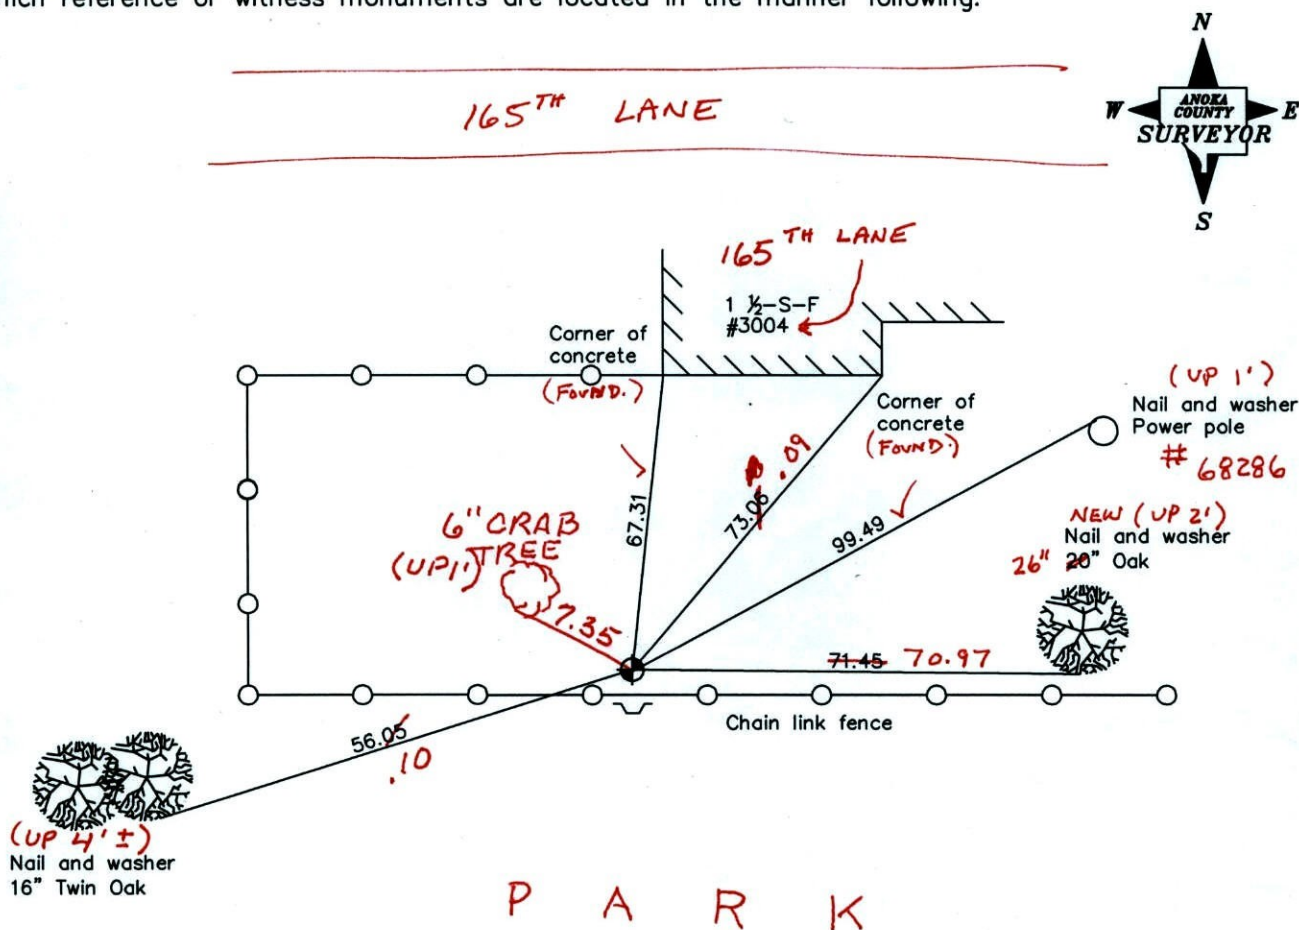 which reference or witness monuments are located in the manner following:
165TH LANE
N
W
ANOKA
COUNTY
E
SURVEYOR
S
165TH LANE
1 ½-S-F
#3004
Corner of
concrete
(FOUND.)
Corner of
concrete
(FOUND.)
(UP 1')
Nail and washer
Power pole
# 68286
NEW (UP 2')
Nail and washer
26" 20" Oak
6" CRAB
TREE
(UP 1')
7.35
67.31
73.06
.09
99.49
71.45 70.97
Chain link fence
56.05
.10
(UP 4' ±)
Nail and washer
16" Twin Oak
PARK